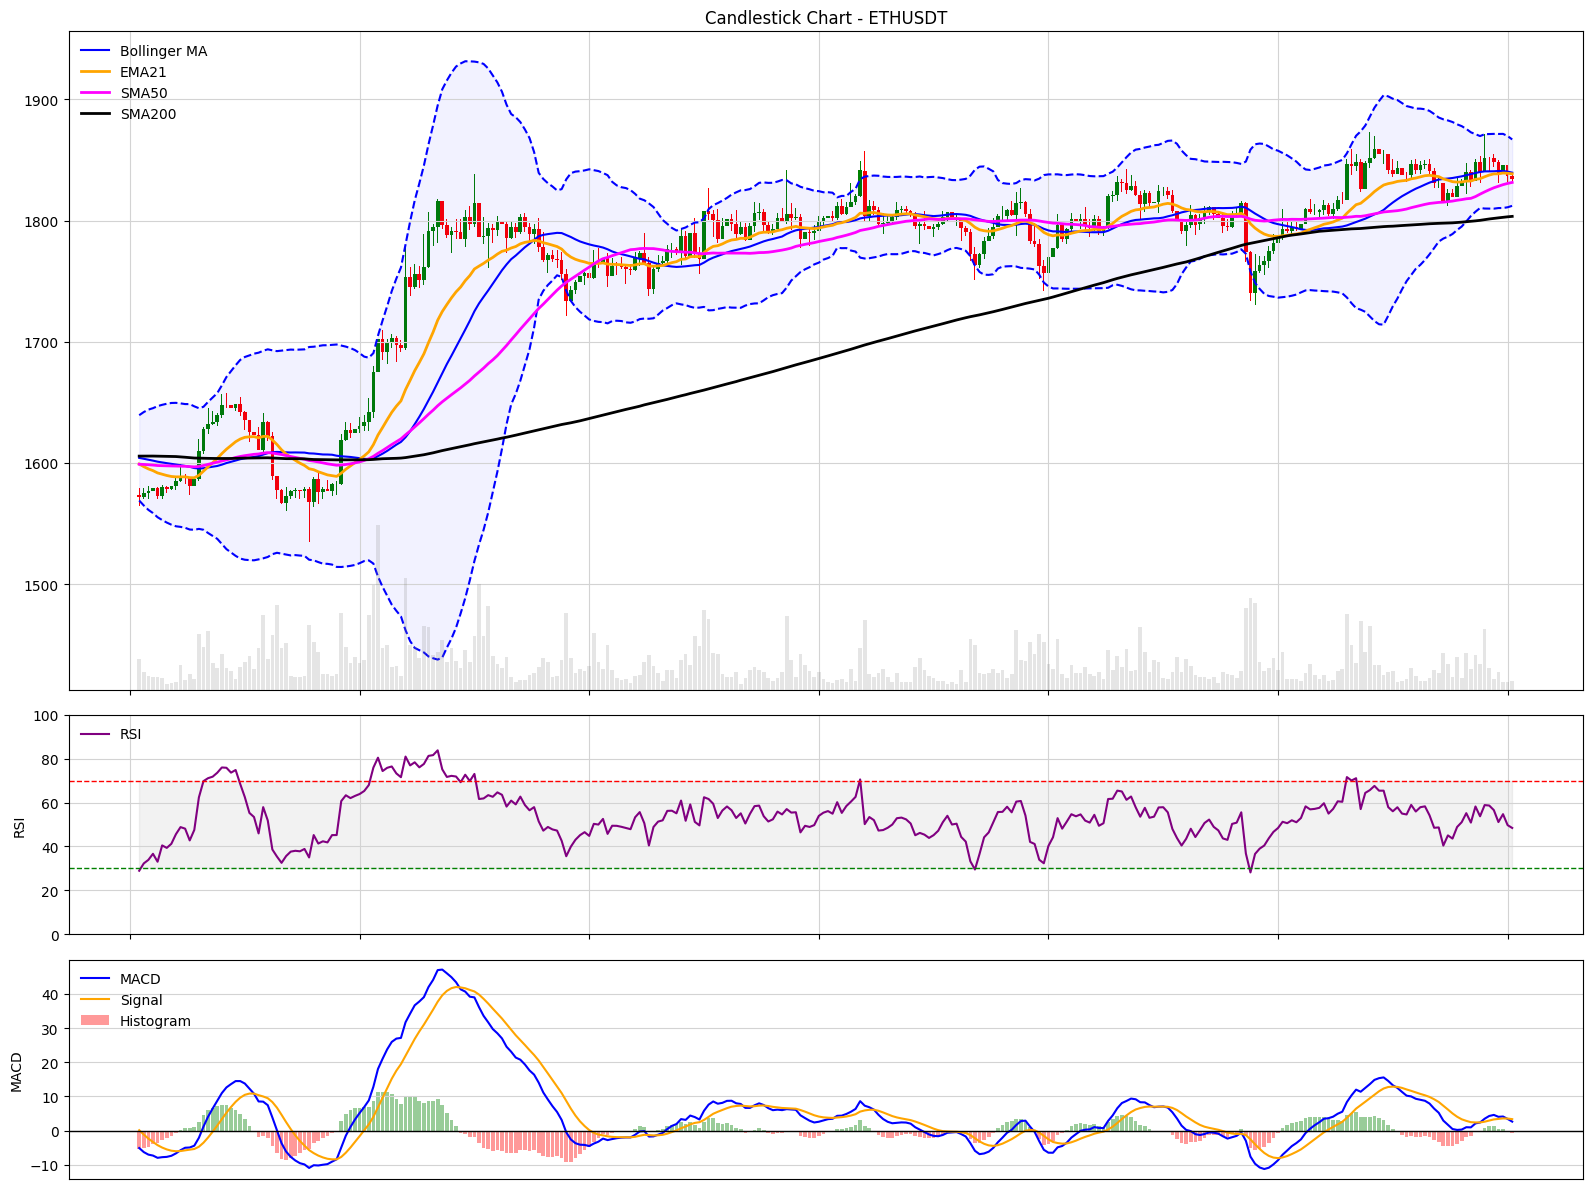 Candlestick Chart - ETHUSDT
Bollinger MA
EMA21
SMA50
SMA200
1900
1800
1700
1600
1500
100
80
60
40
20
0
RSI
RSI
40
30
20
10
0
−10
MACD
MACD
Signal
Histogram